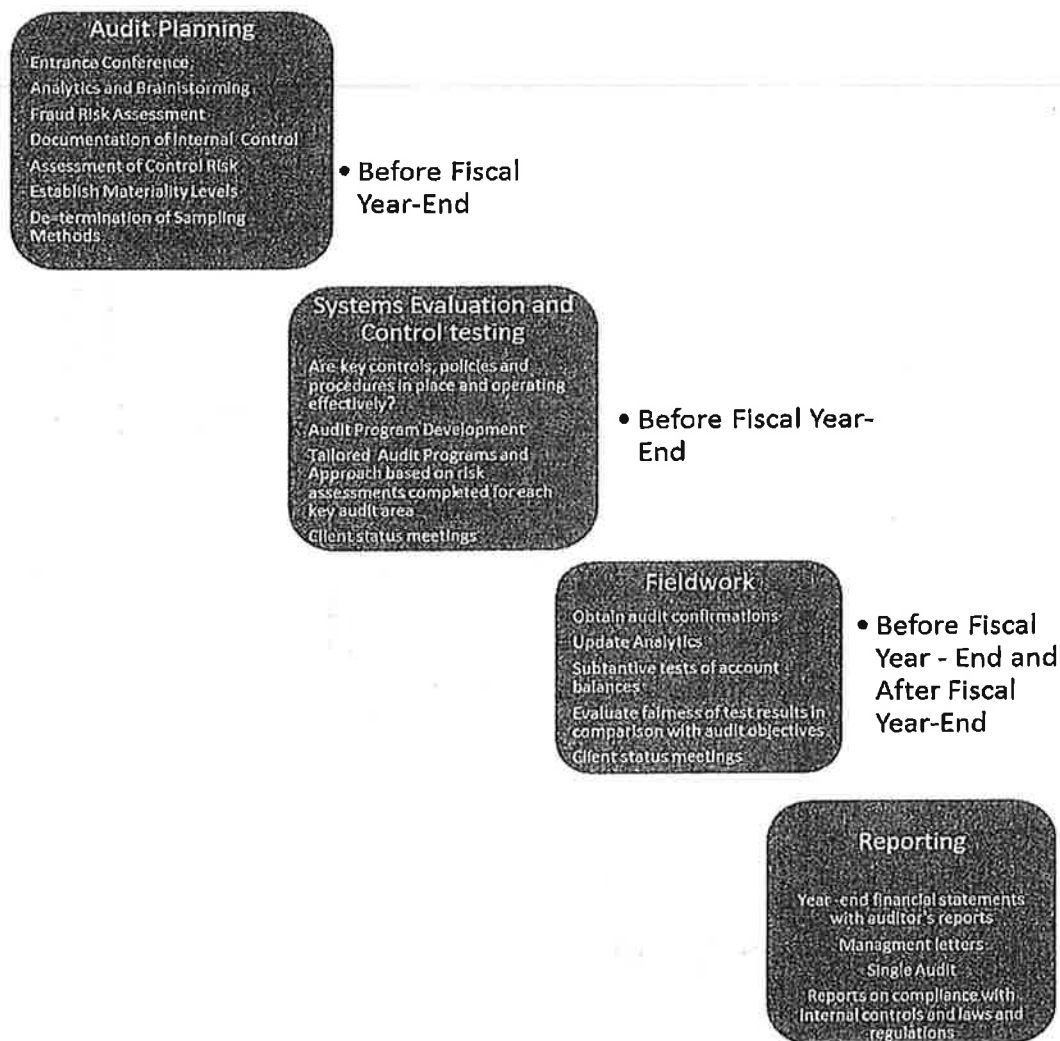 Audit Planning
Entrance Conference
Analytics and Brainistorming
Fraud Risk Assessment
Documentation of Internal Control
Assessment of Control Risk
Establish Materiality Levels
De-termination of Sampling
Methods
• Before Fiscal
Year-End
Systems Evaluation and
Control testing
Are key controls, policies and
procedures in place and operating
effectively?
Audit Program Development
Tailored Audit Programs and
Approach based on risk
assessments completed for each
key audit area
Client status meetings
• Before Fiscal Year-
End
Fieldwork
Obtain audit confirmations
Update Analytics
Subtantive tests of account
balances
Evaluate fairness of test results in
comparison with audit objectives
Client status meetings
• Before Fiscal
Year - End and
After Fiscal
Year-End
Reporting
Year-end financial statements
with auditor's reports
Managment letters
Single Audit
Reports on compliance with
internal controls and laws and
regulations